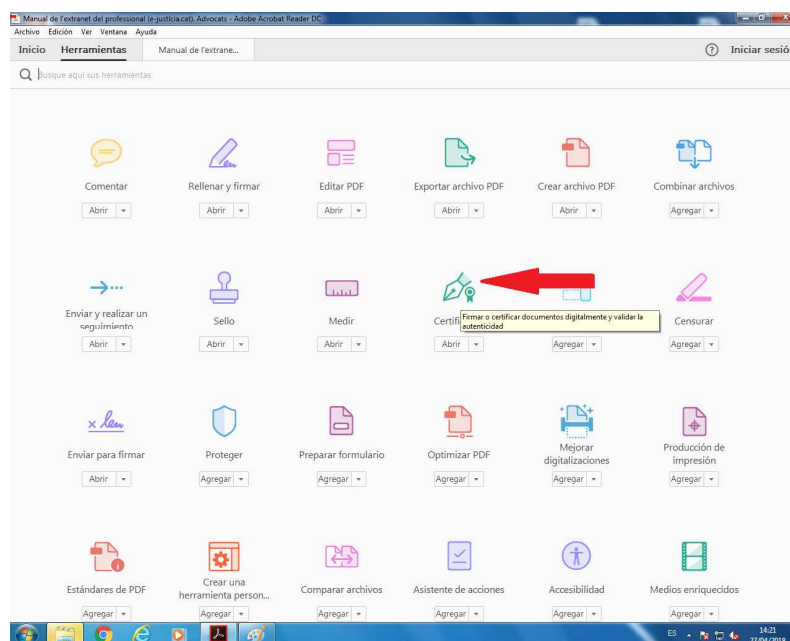 Manual de l'extranet del professional (e-justícia.cat). Advocats - Adobe Acrobat Reader DC
Archivo Edición Ver Ventana Ayuda
Inicio Herramientas Manual de l'extrane... Iniciar sesió
Busque aquí sus herramientas
Comentar Rellenar y firmar Editar PDF Exportar archivo PDF Crear archivo PDF Combinar archivos
Abrir Abrir Abrir Abrir Abrir Agregar
Enviar y realizar un
seguimiento Sello Medir Certifi Censurar
Firmar o certificar documentos digitalmente y validar la
autenticidad
Abrir Abrir Abrir Abrir Agregar Agregar
Enviar para firmar Proteger Preparar formulario Optimizar PDF Mejorar
digitalizaciones Producción de
impresión
Abrir Agregar Agregar Agregar Agregar Agregar
Estándares de PDF Crear una
herramienta person... Comparar archivos Asistente de acciones Accesibilidad Medios enriquecidos
Agregar Agregar Agregar Agregar Agregar Agregar
ES 14:21
27/04/2018